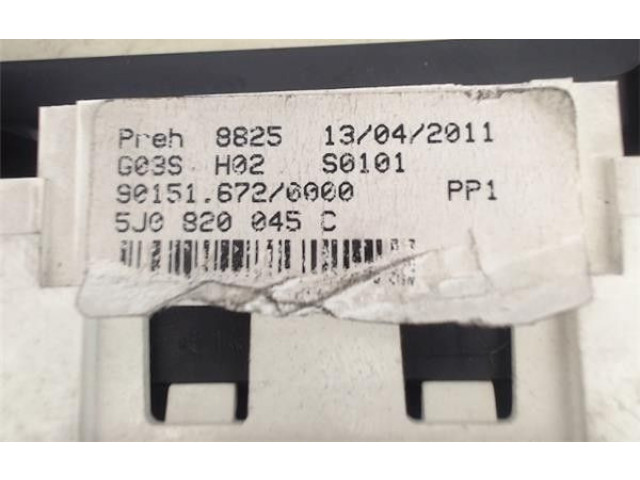 Preh 8825 13/04/2011
G03S H02 S0101
90151.672/0000 PP1
5J0 820 045 C